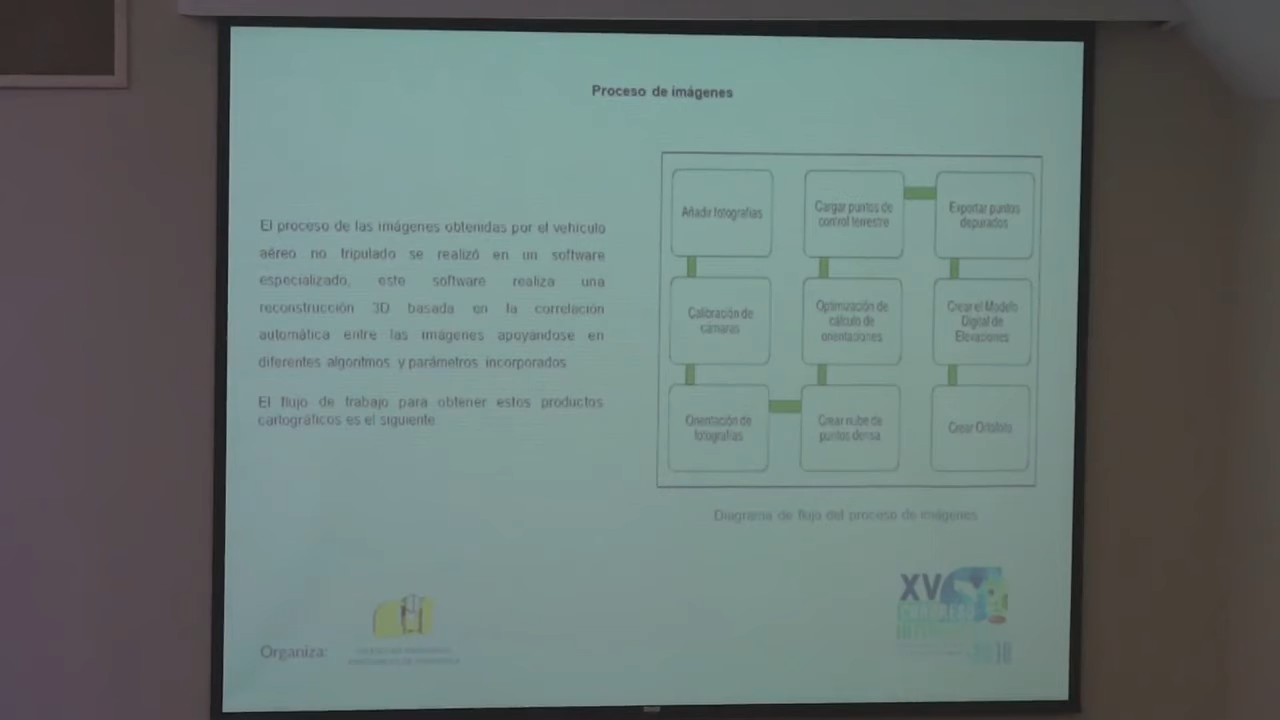 Proceso de imágenes
El proceso de las imágenes obtenidas por el vehículo
aéreo no tripulado se realizó en un software
especializado, este software realiza una
reconstrucción 3D basada en la correlación
automática entre las imágenes apoyándose en
diferentes algoritmos y parámetros incorporados
El flujo de trabajo para obtener estos productos
cartográficos es el siguiente
Añadir fotografías
Calibración de
cámaras
Orientación de
fotografías
Cargar puntos de
control terrestre
Optimización de
cálculo de
orientaciones
Crear nube de
puntos densa
Exportar puntos
depurados
Crear el Modelo
Digital de
Elevaciones
Crear Ortofoto
Diagrama de flujo del proceso de imágenes
Organiza:
XV